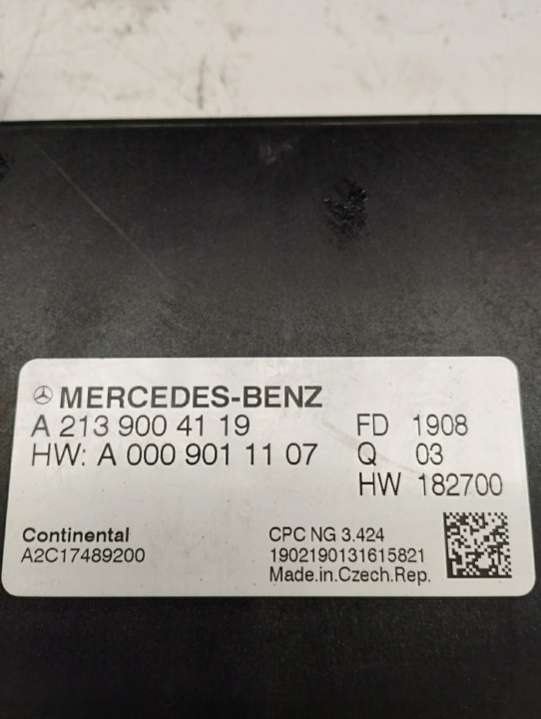 MERCEDES-BENZ
A 213 900 41 19 FD 1908
HW: A 000 901 11 07 Q 03
HW 182700
Continental CPC NG 3.424
A2C17489200 1902190131615821
Made.in.Czech.Rep.